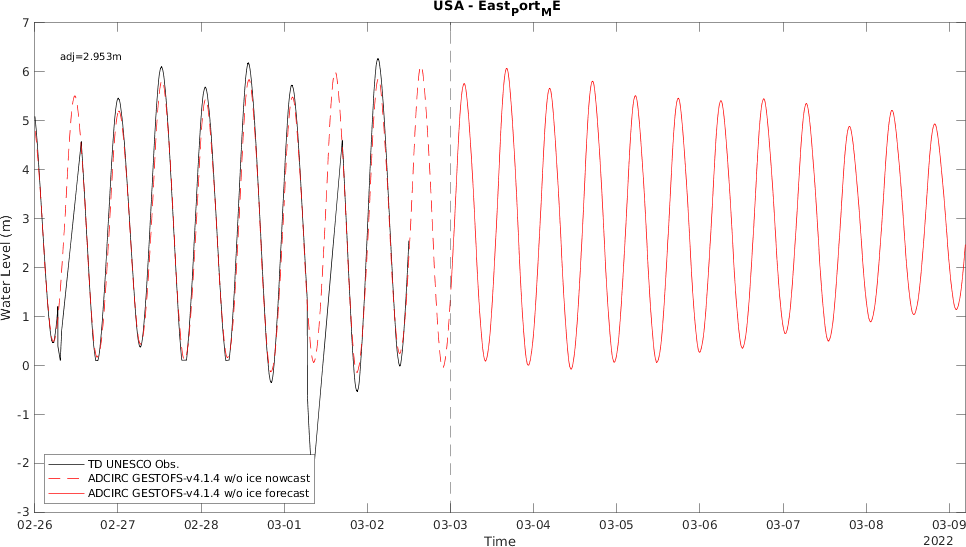 USA - EastPortME
7
adj=2.953m
6
5
4
3
2
1
0
-1
-2
-3
Water Level (m)
TD UNESCO Obs.
ADCIRC GESTOFS-v4.1.4 w/o ice nowcast
ADCIRC GESTOFS-v4.1.4 w/o ice forecast
02-26 02-27 02-28 03-01 03-02 03-03 03-04 03-05 03-06 03-07 03-08 03-09
Time
2022